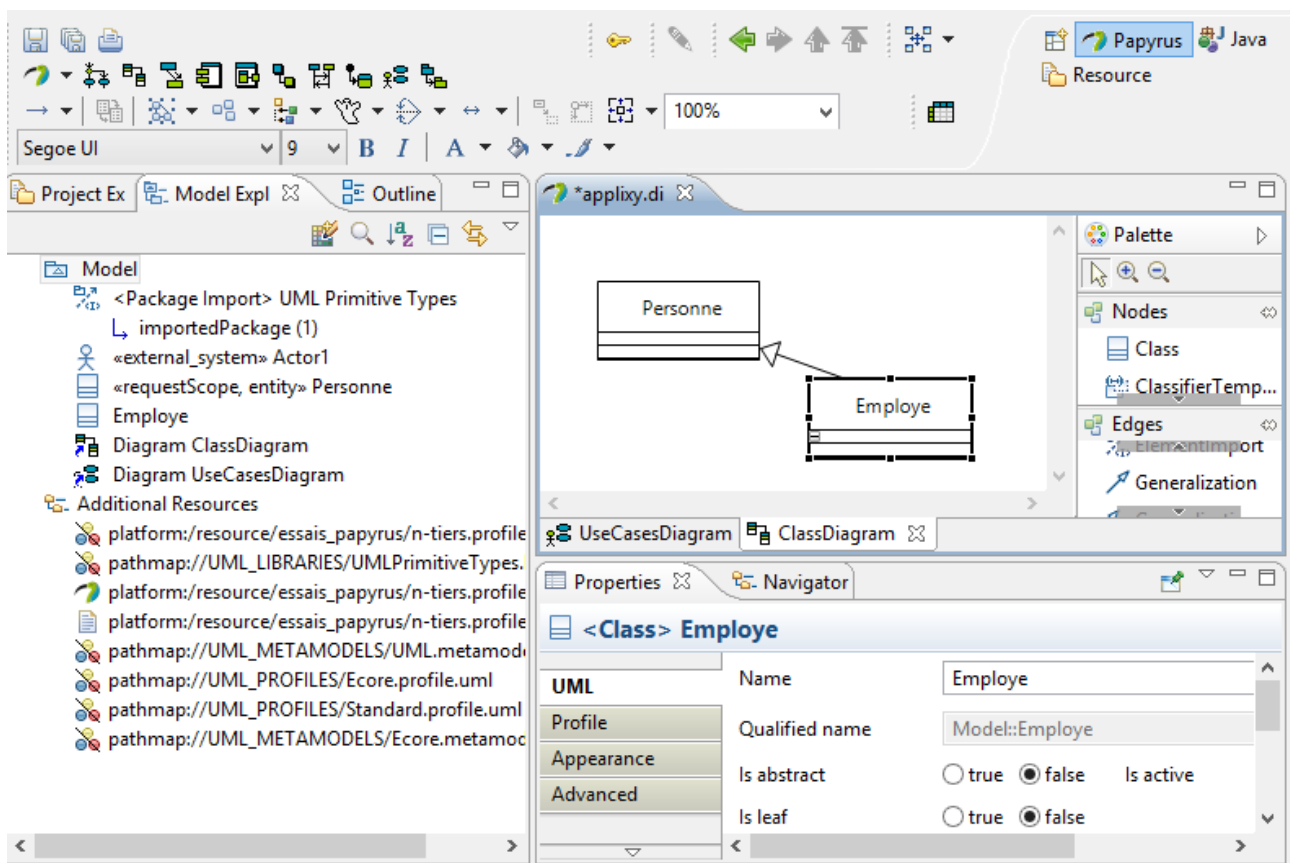 Papyrus Java
Resource
100%
Segoe UI 9 B I A
Project Ex Model Expl Outline
Model
<Package Import> UML Primitive Types
importedPackage (1)
«external_system» Actor1
«requestScope, entity» Personne
Employe
Diagram ClassDiagram
Diagram UseCasesDiagram
Additional Resources
platform:/resource/essais_papyrus/n-tiers.profile
pathmap://UML_LIBRARIES/UMLPrimitiveTypes.
platform:/resource/essais_papyrus/n-tiers.profile
platform:/resource/essais_papyrus/n-tiers.profile
pathmap://UML_METAMODELS/UML.metamode
pathmap://UML_PROFILES/Ecore.profile.uml
pathmap://UML_PROFILES/Standard.profile.uml
pathmap://UML_METAMODELS/Ecore.metamod
*applixy.di
Personne
Employe
Palette
Nodes
Class
ClassifierTemp...
Edges
ElementImport
Generalization
UseCasesDiagram ClassDiagram
Properties Navigator
<Class> Employe
UML
Profile
Appearance
Advanced
Name Employe
Qualified name Model::Employe
Is abstract true false Is active
Is leaf true false